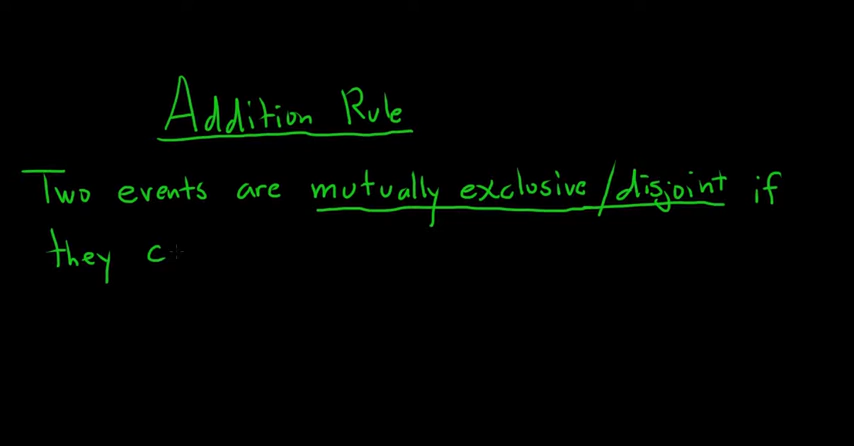 Addition Rule
Two events are mutually exclusive/disjoint if
they c